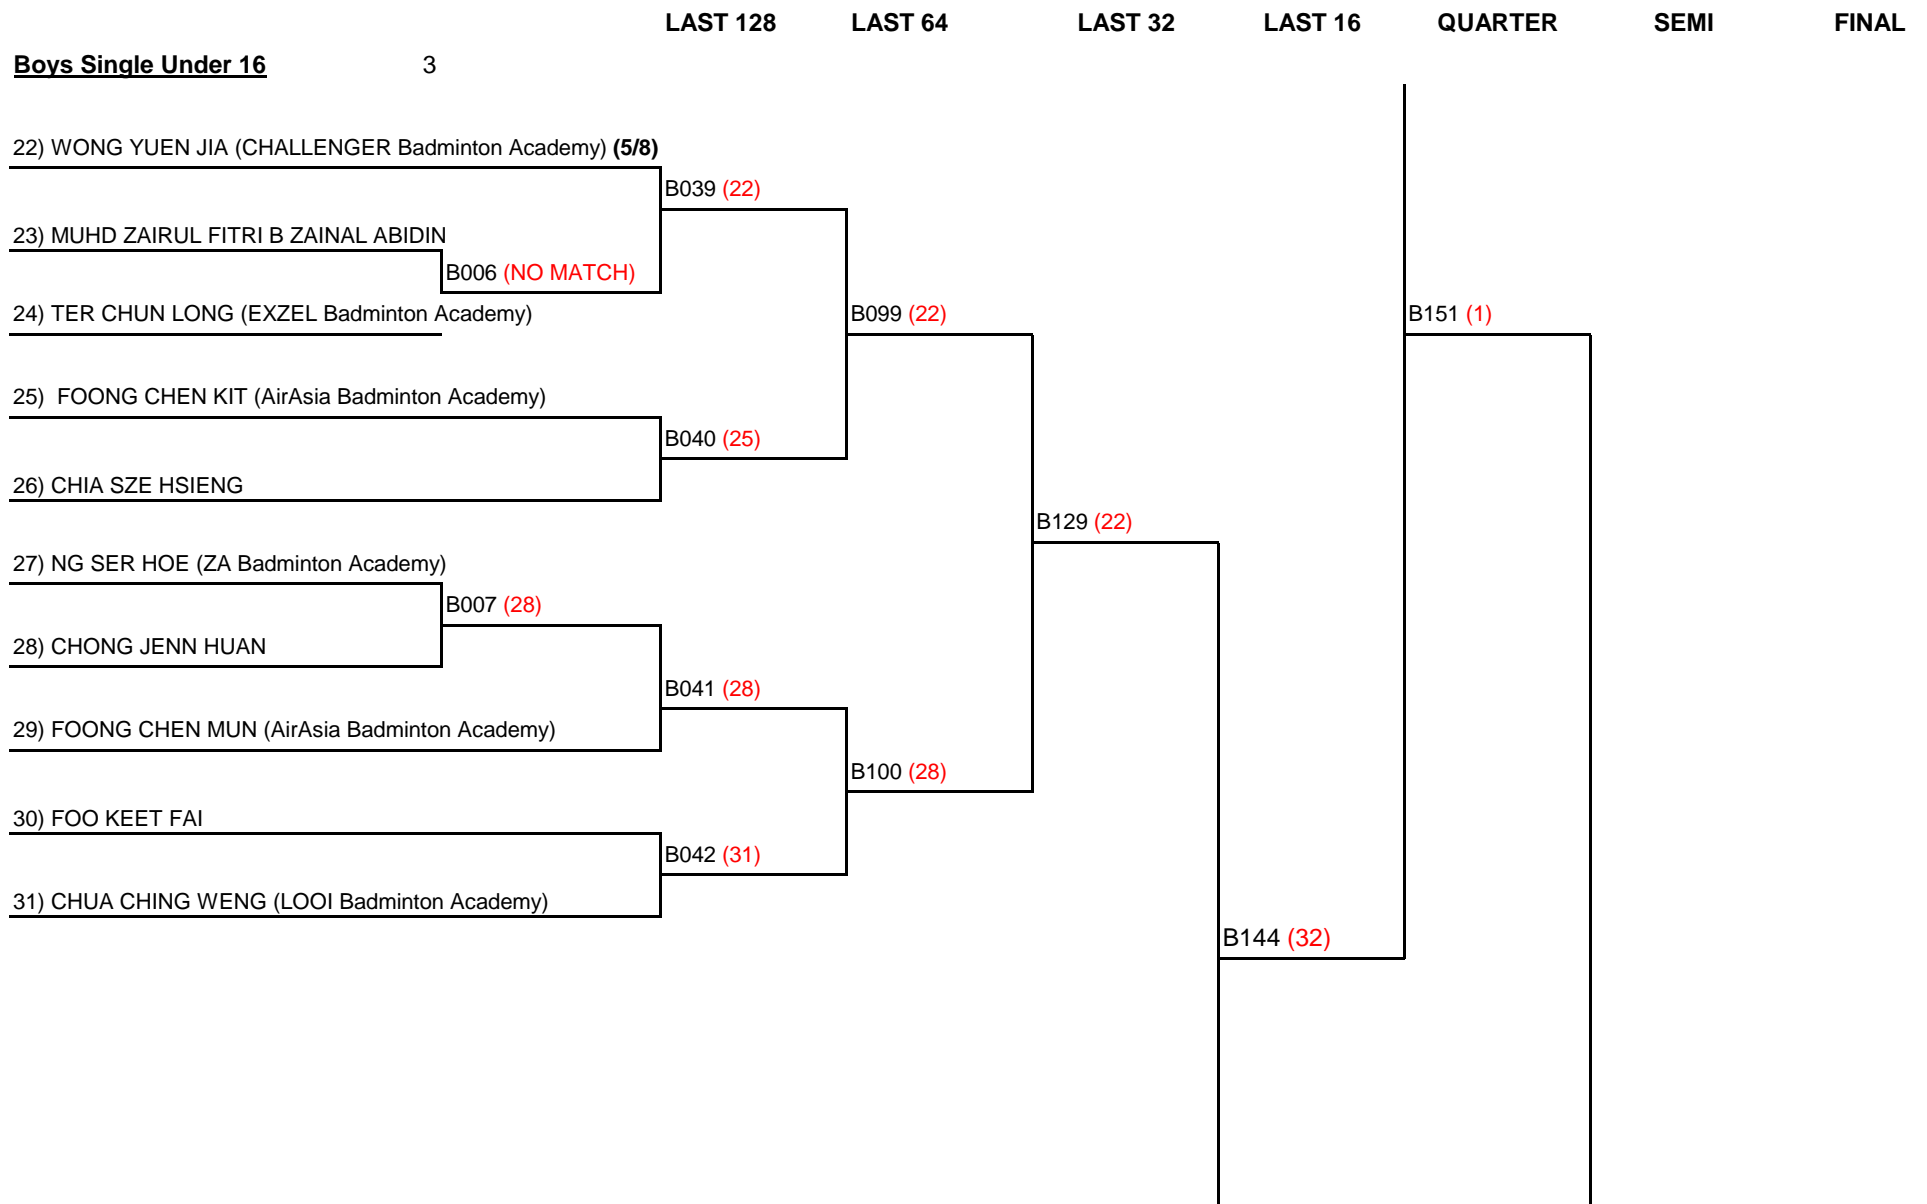 LAST 128 LAST 64 LAST 32 LAST 16 QUARTER SEMI FINAL
Boys Single Under 16 3
22) WONG YUEN JIA (CHALLENGER Badminton Academy) (5/8)
B039 (22)
23) MUHD ZAIRUL FITRI B ZAINAL ABIDIN
B006 (NO MATCH)
24) TER CHUN LONG (EXZEL Badminton Academy)
B099 (22)
B151 (1)
25) FOONG CHEN KIT (AirAsia Badminton Academy)
B040 (25)
26) CHIA SZE HSIENG
B129 (22)
27) NG SER HOE (ZA Badminton Academy)
B007 (28)
28) CHONG JENN HUAN
B041 (28)
29) FOONG CHEN MUN (AirAsia Badminton Academy)
B100 (28)
30) FOO KEET FAI
B042 (31)
31) CHUA CHING WENG (LOOI Badminton Academy)
B144 (32)